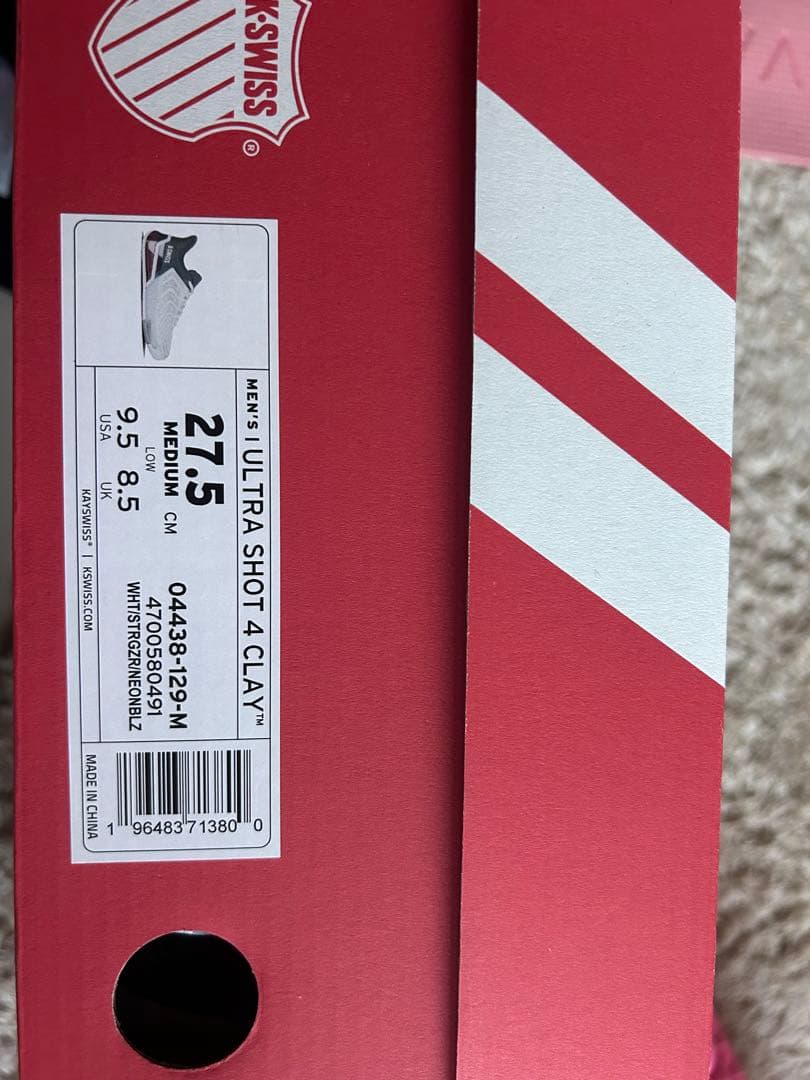 K·SWISS
®
MEN'S | ULTRA SHOT 4 CLAY™
27.5
MEDIUM CM
LOW
9.5 8.5
USA UK
04438-129-M
4700580491
WHT/STRGZR/NEONBLZ
KAYSWISS® | KSWISS.COM
1 96483 71380 0
MADE IN CHINA